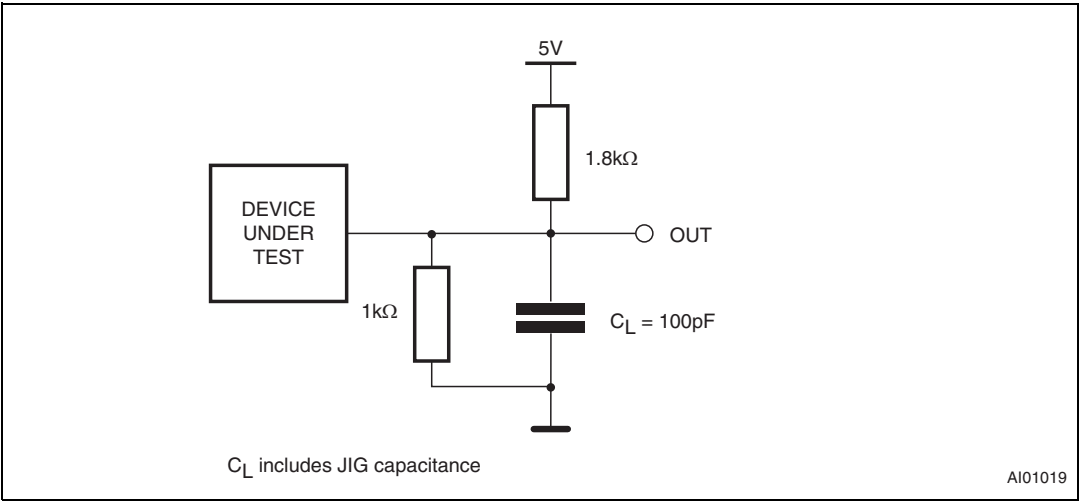 5V
1.8kΩ
DEVICE
UNDER
TEST
OUT
1kΩ
CL = 100pF
CL includes JIG capacitance
AI01019